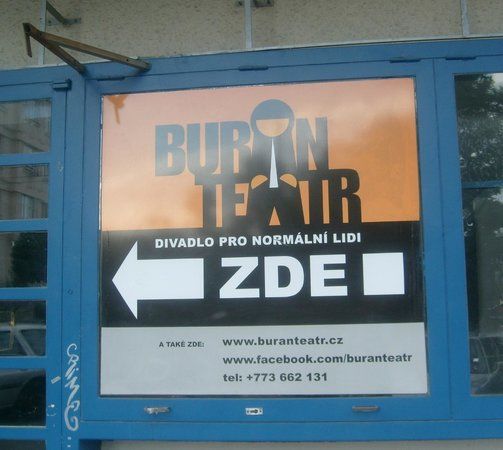 BURAN
TEATR
DIVADLO PRO NORMÁLNÍ LIDI
ZDE
A TAKÉ ZDE: www.buranteatr.cz
www.facebook.com/buranteatr
tel: +773 662 131